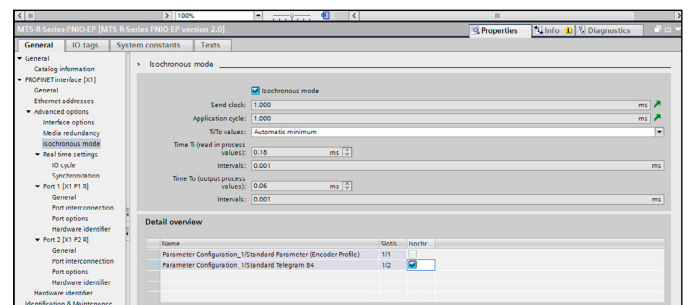 100%
MTS-R-Series-PNIO-EP [MTS R-Series PNIO EP version 2.0]
Properties Info Diagnostics
General IO tags System constants Texts
General
Catalog information
PROFINET interface [X1]
General
Ethernet addresses
Advanced options
Interface options
Media redundancy
Isochronous mode
Real time settings
IO cycle
Synchronization
Port 1 [X1 P1 R]
General
Port interconnection
Port options
Hardware identifier
Port 2 [X1 P2 R]
General
Port interconnection
Port options
Hardware identifier
Hardware identifier
Identification & Maintenance
Isochronous mode
Isochronous mode
Send clock: 1.000 ms
Application cycle: 1.000 ms
Ti/To values: Automatic minimum
Time Ti (read in process
values): 0.18 ms
Intervals: 0.001 ms
Time To (output process
values): 0.06 ms
Intervals: 0.001 ms
Detail overview
Name Slot/s Isochr...
Parameter Configuration_1\Standard Parameter (Encoder Profile) 1/1
Parameter Configuration_1\Standard Telegram 84 1/2